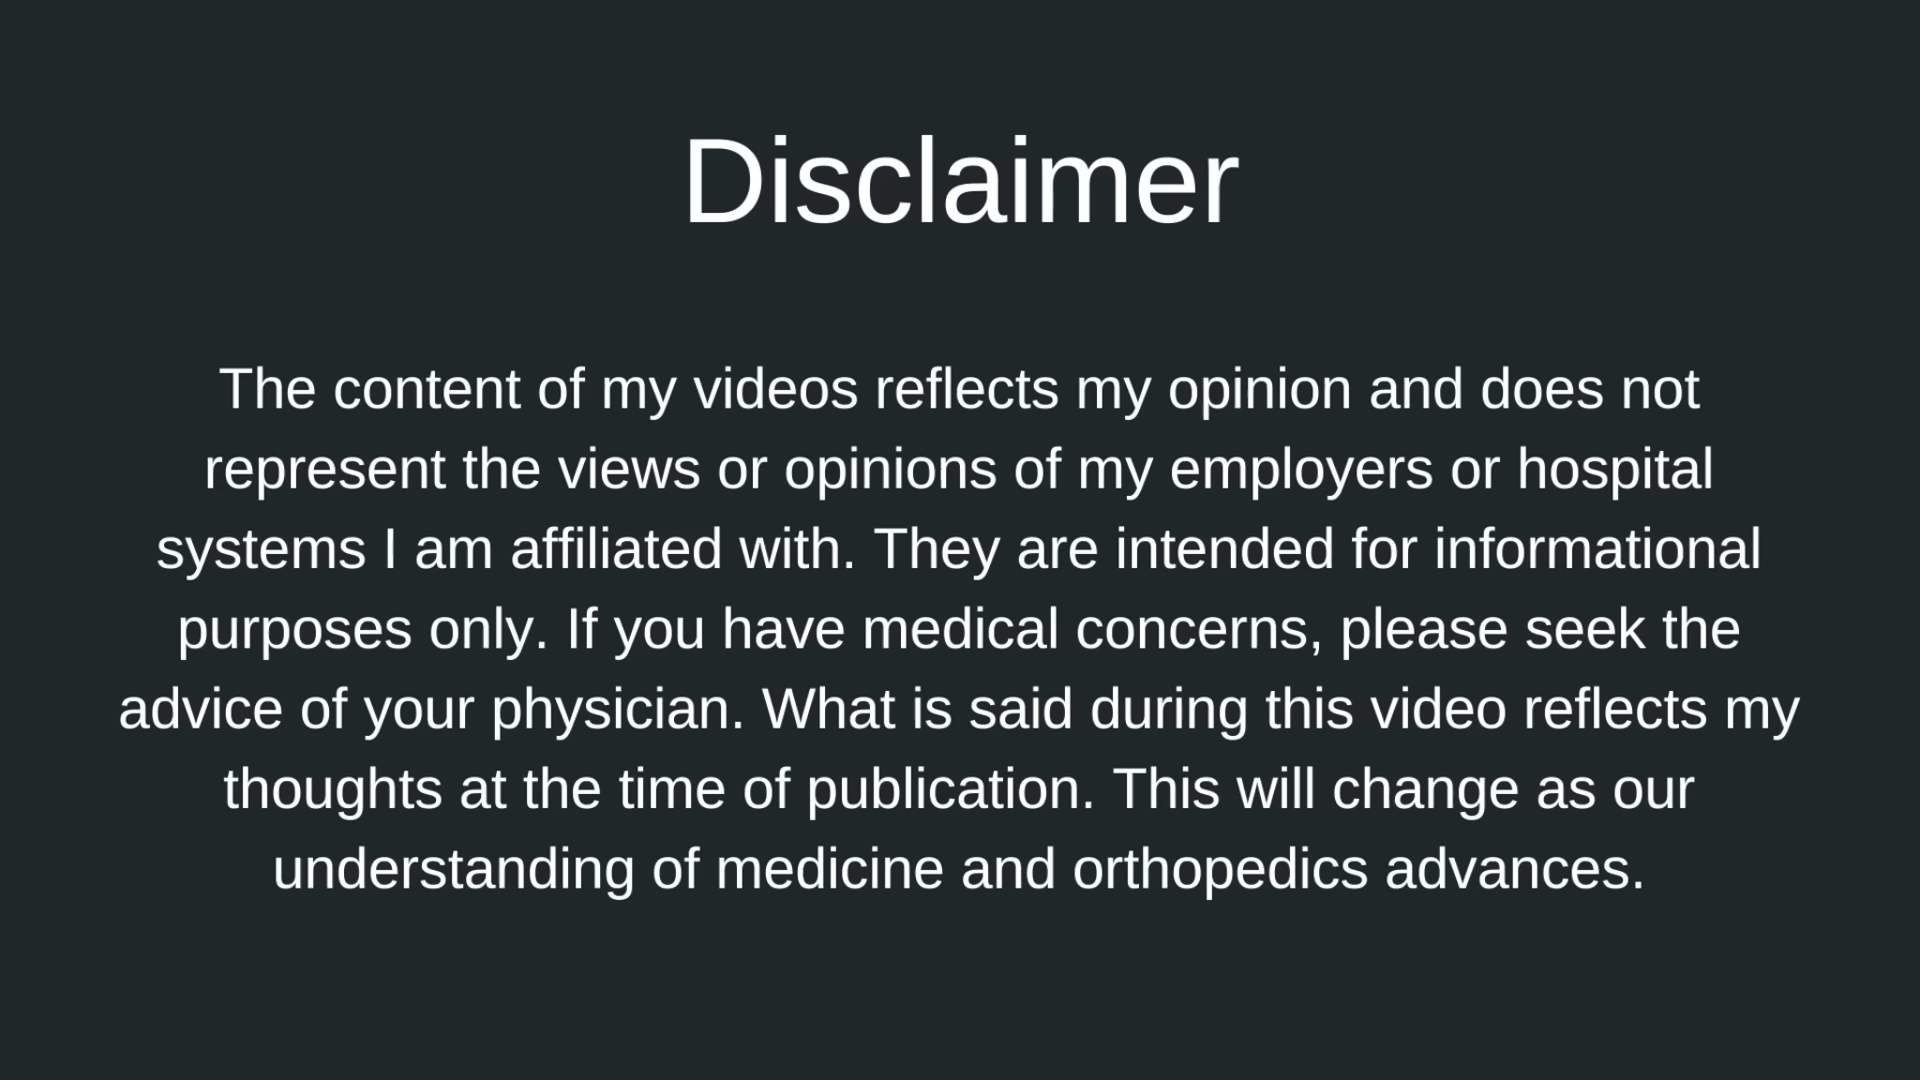 Disclaimer
The content of my videos reflects my opinion and does not
represent the views or opinions of my employers or hospital
systems I am affiliated with. They are intended for informational
purposes only. If you have medical concerns, please seek the
advice of your physician. What is said during this video reflects my
thoughts at the time of publication. This will change as our
understanding of medicine and orthopedics advances.